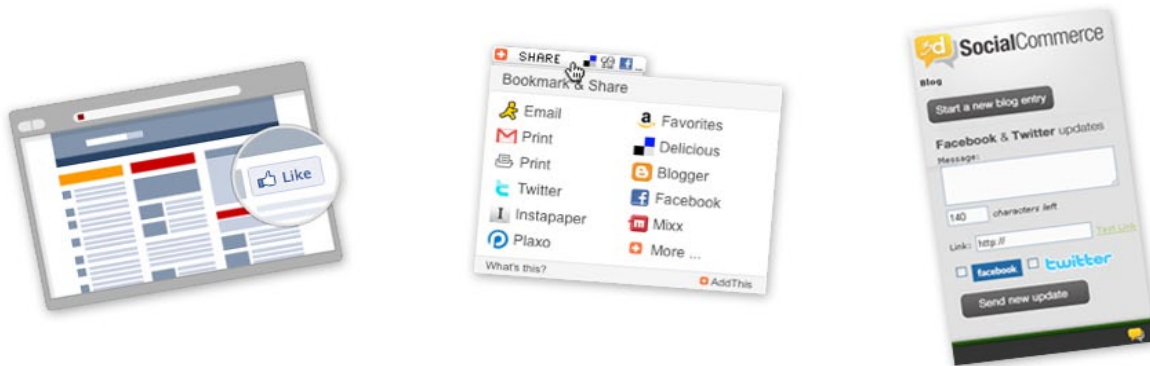 Like
SHARE
Bookmark & Share
Email
Print
Print
Twitter
Instapaper
Plaxo
Favorites
Delicious
Blogger
Facebook
Mixx
More ...
What's this?
AddThis
sd SocialCommerce
Blog
Start a new blog entry
Facebook & Twitter updates
Message:
140 characters left
Link: http:// Test Link
facebook twitter
Send new update